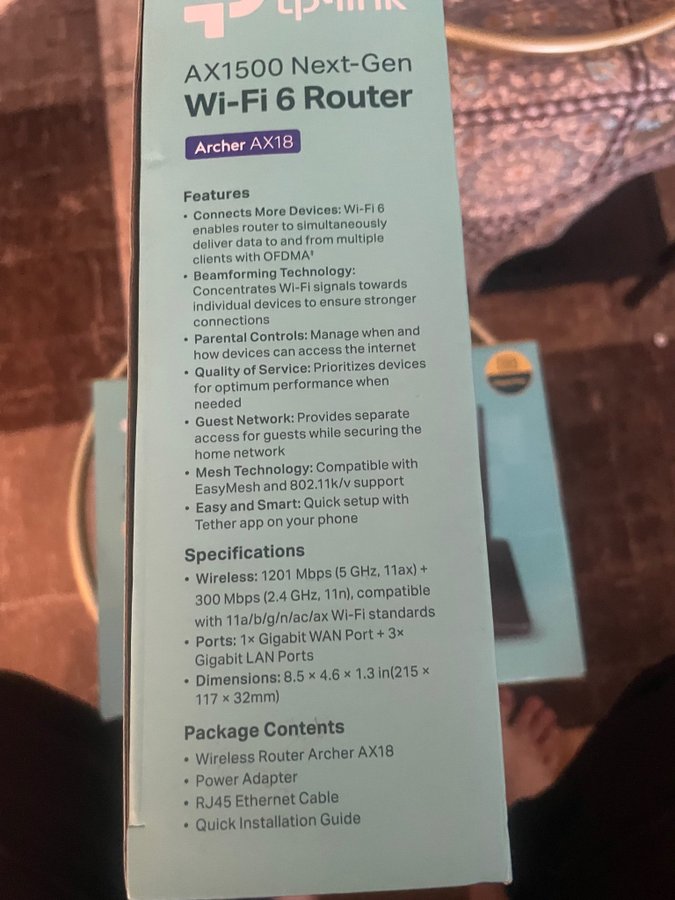 tp-link
AX1500 Next-Gen
Wi-Fi 6 Router
Archer AX18
Features
• Connects More Devices: Wi-Fi 6
enables router to simultaneously
deliver data to and from multiple
clients with OFDMA‡
• Beamforming Technology:
Concentrates Wi-Fi signals towards
individual devices to ensure stronger
connections
• Parental Controls: Manage when and
how devices can access the internet
• Quality of Service: Prioritizes devices
for optimum performance when
needed
• Guest Network: Provides separate
access for guests while securing the
home network
• Mesh Technology: Compatible with
EasyMesh and 802.11k/v support
• Easy and Smart: Quick setup with
Tether app on your phone
Specifications
• Wireless: 1201 Mbps (5 GHz, 11ax) +
300 Mbps (2.4 GHz, 11n), compatible
with 11a/b/g/n/ac/ax Wi-Fi standards
• Ports: 1× Gigabit WAN Port + 3×
Gigabit LAN Ports
• Dimensions: 8.5 × 4.6 × 1.3 in(215 ×
117 × 32mm)
Package Contents
• Wireless Router Archer AX18
• Power Adapter
• RJ45 Ethernet Cable
• Quick Installation Guide